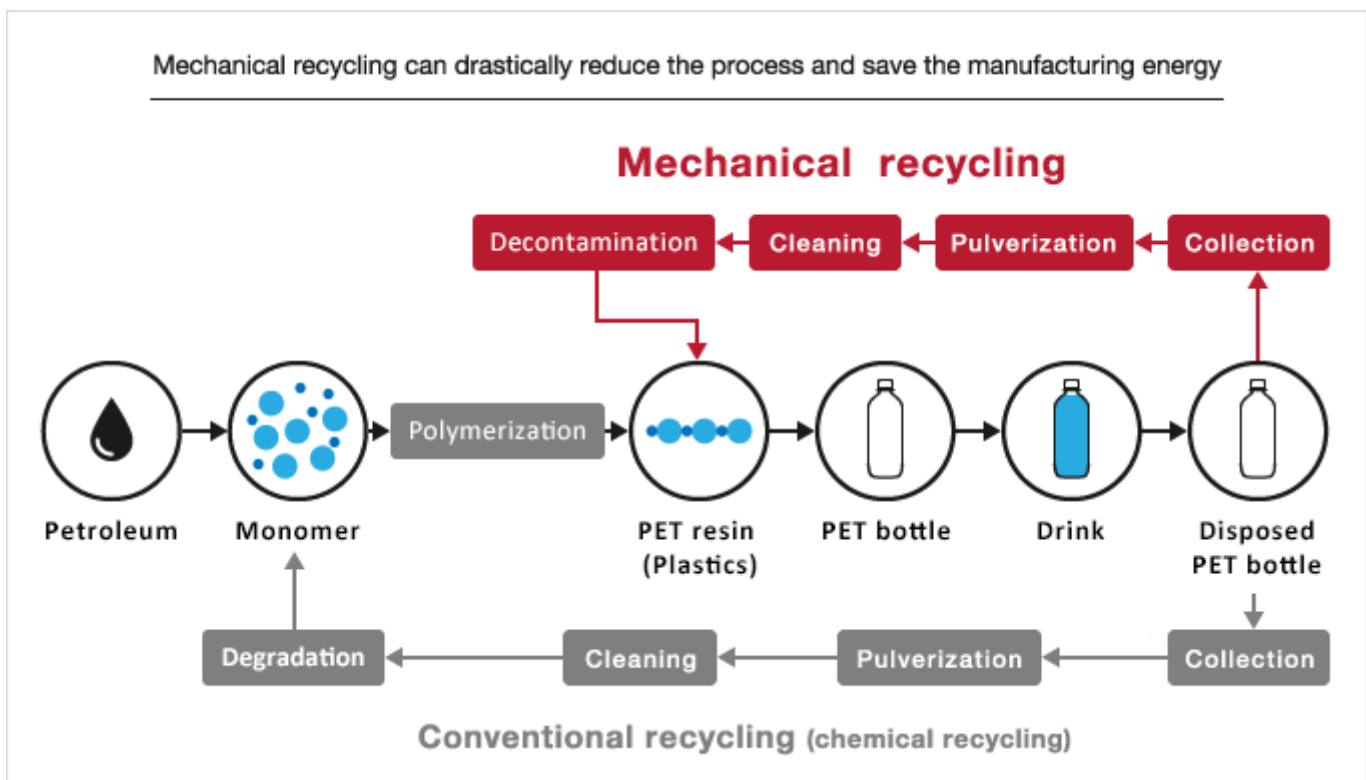 Mechanical recycling can drastically reduce the process and save the manufacturing energy
Mechanical recycling
Decontamination
Cleaning
Pulverization
Collection
Polymerization
Petroleum
Monomer
PET resin
(Plastics)
PET bottle
Drink
Disposed
PET bottle
Degradation
Cleaning
Pulverization
Collection
Conventional recycling (chemical recycling)